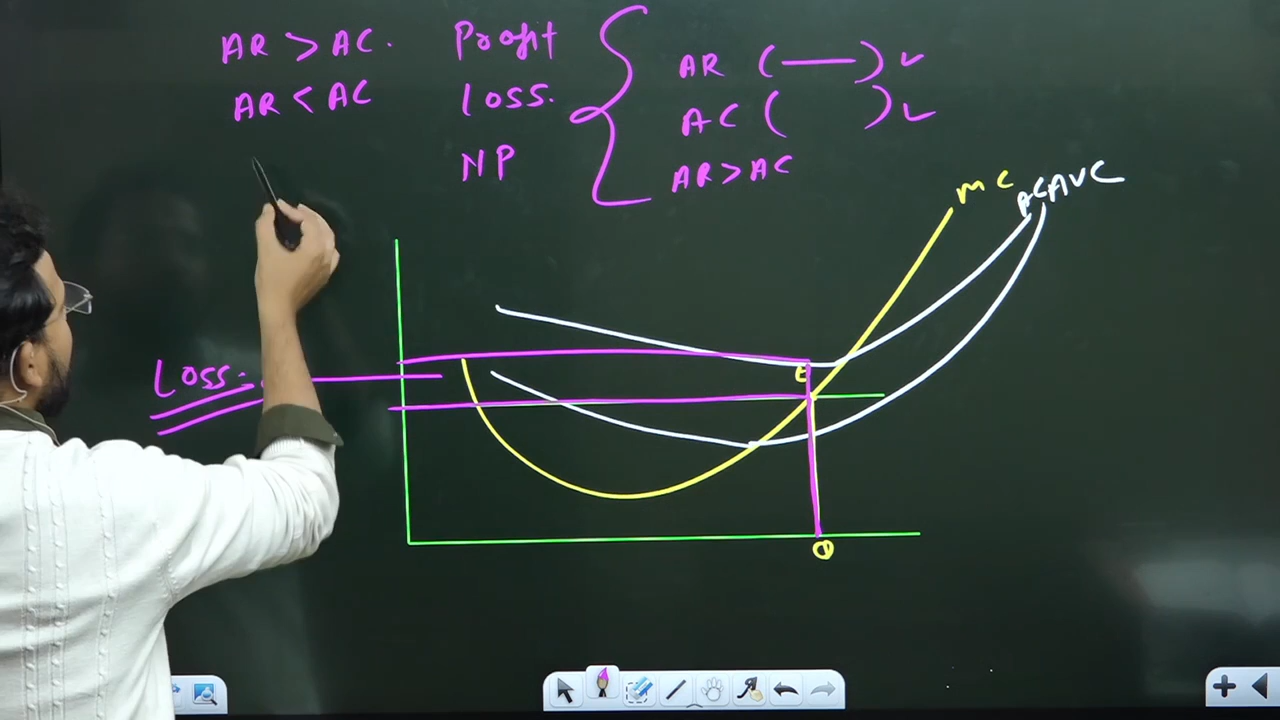 AR > AC. Profit
AR < AC Loss.
NP
AR ( — ) ✓
AC ( ) ✓
AR > AC
MC
AC AVC
Loss.
E
Q